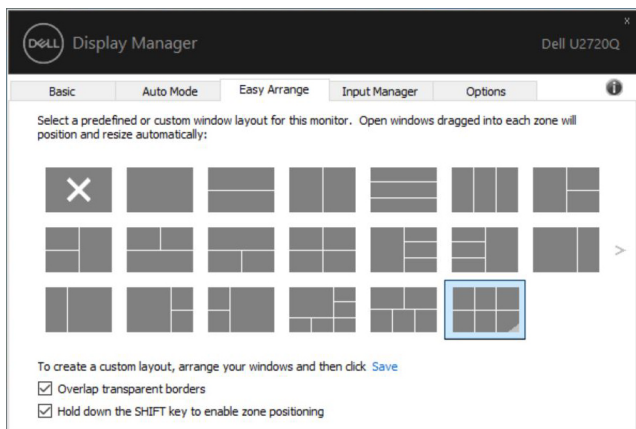 x
DELL Display Manager Dell U2720Q
Basic Auto Mode Easy Arrange Input Manager Options
Select a predefined or custom window layout for this monitor. Open windows dragged into each zone will
position and resize automatically:
To create a custom layout, arrange your windows and then click Save
Overlap transparent borders
Hold down the SHIFT key to enable zone positioning